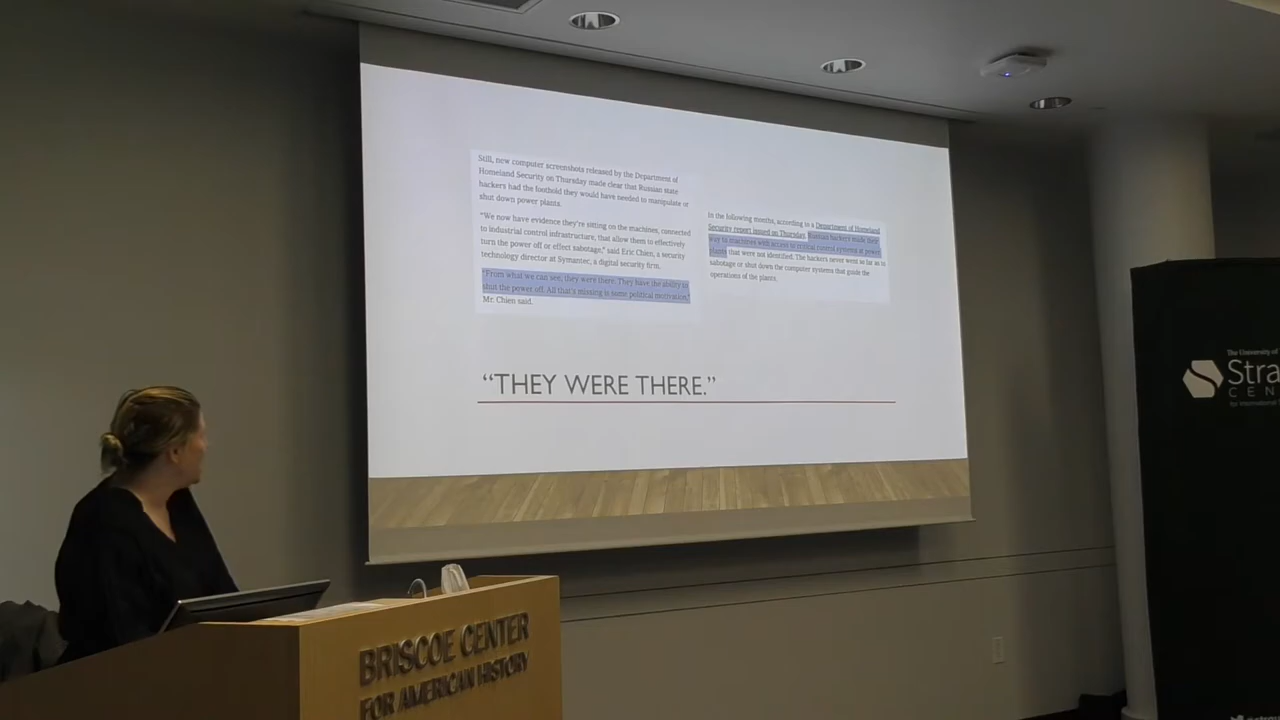 Still, new computer screenshots released by the Department of
Homeland Security on Thursday made clear that Russian state
hackers had the foothold they would have needed to manipulate or
shut down power plants.
“We now have evidence they’re sitting on the machines, connected
to industrial control infrastructure, that allow them to effectively
turn the power off or effect sabotage,” said Eric Chien, a security
technology director at Symantec, a digital security firm.
“From what we can see, they were there. They have the ability to
shut the power off. All that’s missing is some political motivation,”
Mr. Chien said.
In the following months, according to a Department of Homeland
Security report issued on Thursday, Russian hackers made their
way to machines with access to critical control systems at power
plants that were not identified. The hackers never went so far as to
sabotage or shut down the computer systems that guide the
operations of the plants.
“THEY WERE THERE.”
The University of
Stra
CEN
for International
BRISCOE CENTER
FOR AMERICAN HISTORY